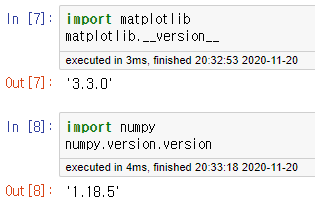 In [7]: import matplotlib
matplotlib.__version__
executed in 3ms, finished 20:32:53 2020-11-20
Out[7]: '3.3.0'
In [8]: import numpy
numpy.version.version
executed in 4ms, finished 20:33:18 2020-11-20
Out[8]: '1.18.5'